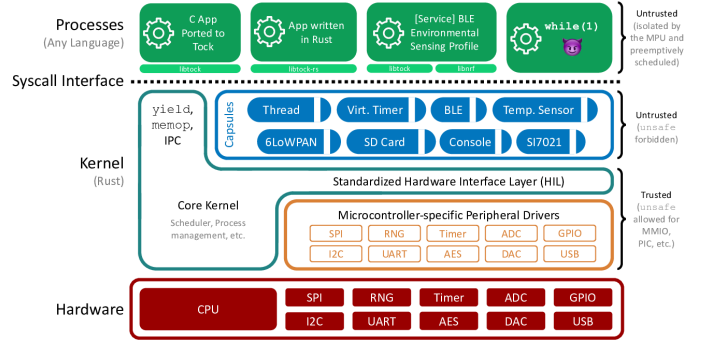 Processes
(Any Language)
C App
Ported to
Tock
libtock
App written
in Rust
libtock-rs
[Service] BLE
Environmental
Sensing Profile
libtock
libnrf
while(1)
Untrusted
(isolated by
the MPU and
preemptively
scheduled)
Syscall Interface
Kernel
(Rust)
yield,
memop,
IPC
Core Kernel
Scheduler, Process
management, etc.
Capsules
Thread
Virt. Timer
BLE
Temp. Sensor
6LoWPAN
SD Card
Console
SI7021
Untrusted
(unsafe
forbidden)
Standardized Hardware Interface Layer (HIL)
Microcontroller-specific Peripheral Drivers
SPI
RNG
Timer
ADC
GPIO
I2C
UART
AES
DAC
USB
Trusted
(unsafe
allowed for
MMIO,
PIC, etc.)
Hardware
CPU
SPI
RNG
Timer
ADC
GPIO
I2C
UART
AES
DAC
USB